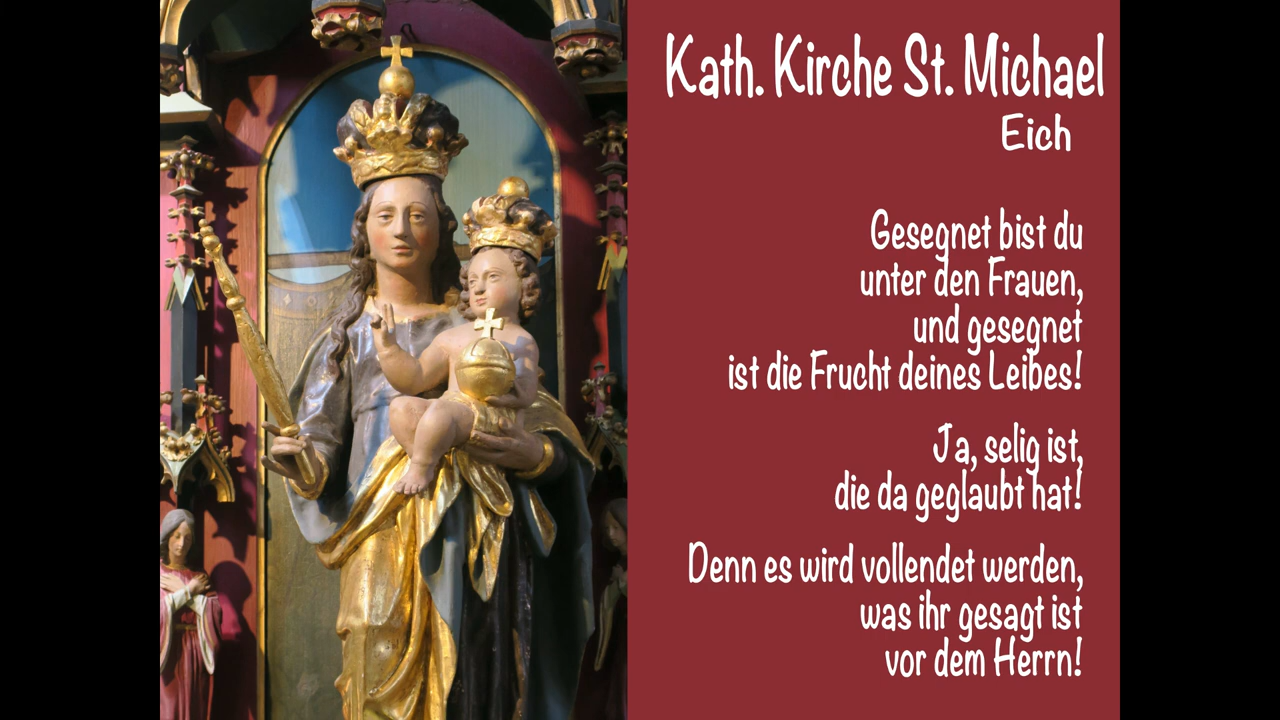 Kath. Kirche St. Michael
Eich
Gesegnet bist du
unter den Frauen,
und gesegnet
ist die Frucht deines Leibes!
Ja, selig ist,
die da geglaubt hat!
Denn es wird vollendet werden,
was ihr gesagt ist
vor dem Herrn!